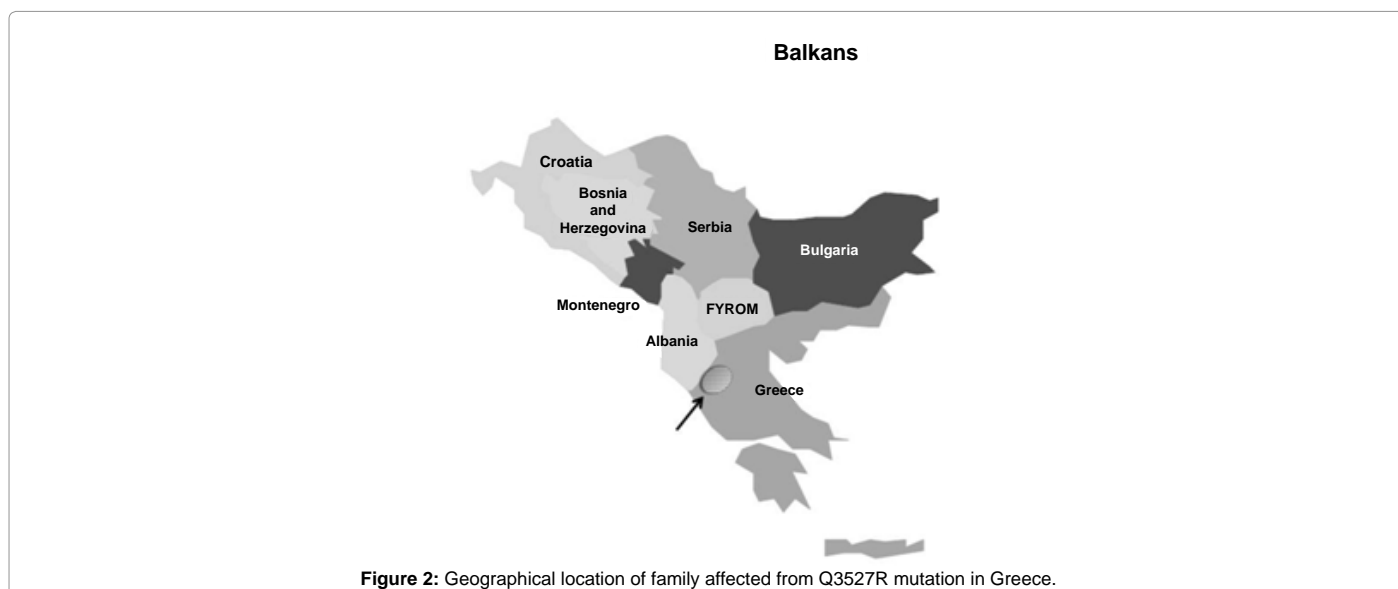 Balkans
Croatia
Bosnia
and
Herzegovina
Serbia
Bulgaria
Montenegro
FYROM
Albania
Greece
Figure 2: Geographical location of family affected from Q3527R mutation in Greece.